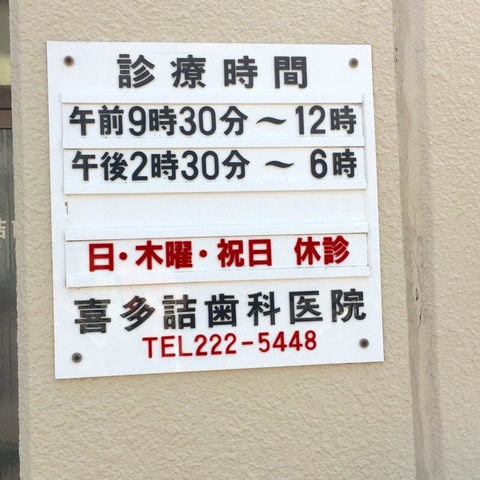 診療時間
午前9時30分～12時
午後2時30分～6時
日・木曜・祝日 休診
喜多詰歯科医院
TEL222-5448